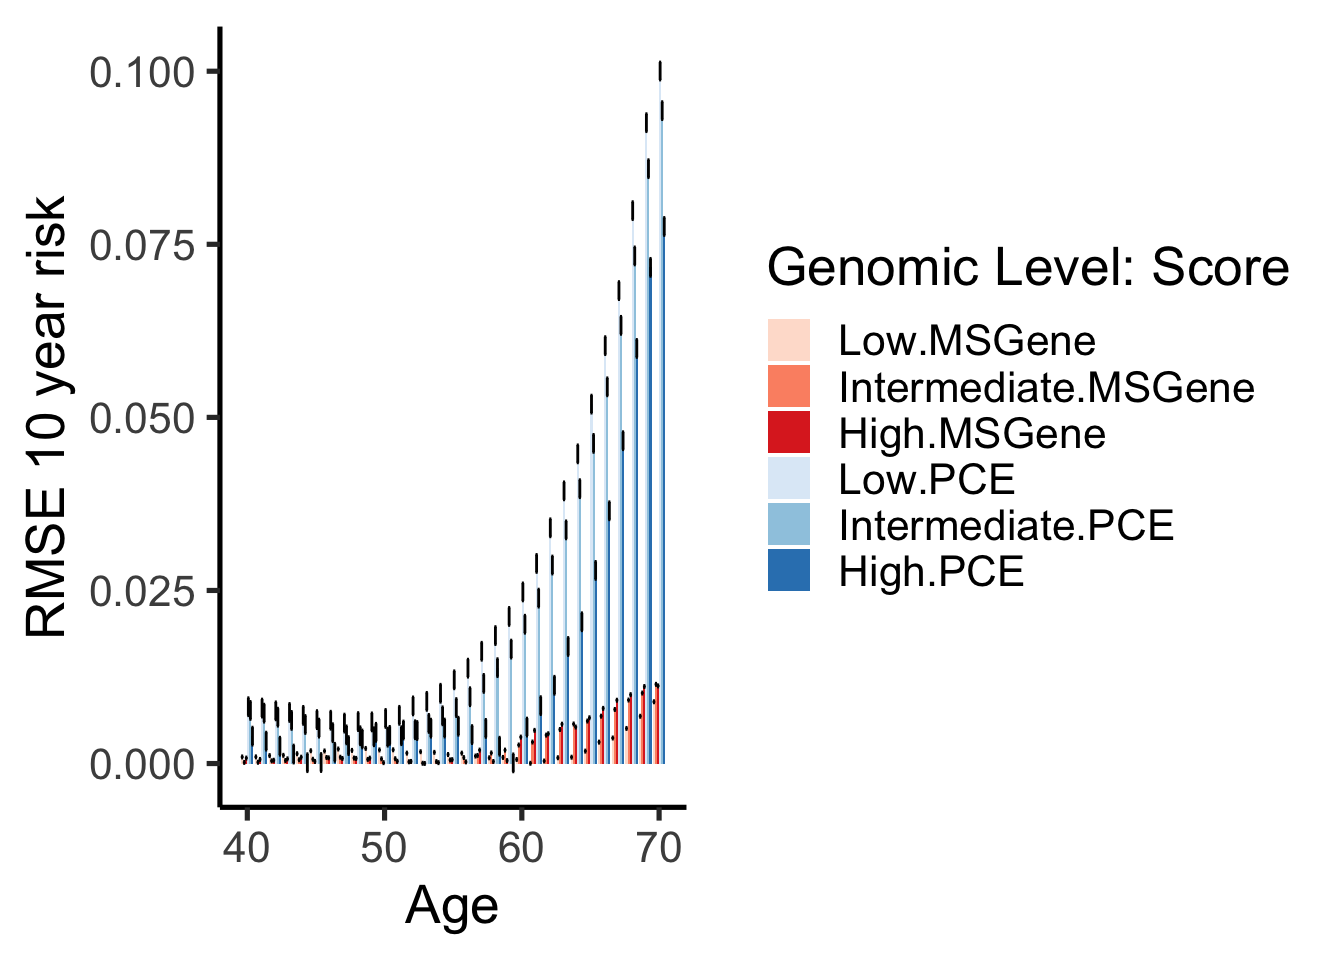 RMSE 10 year risk
0.100
0.075
0.050
0.025
0.000
40 50 60 70
Age
Genomic Level: Score
Low.MSGene
Intermediate.MSGene
High.MSGene
Low.PCE
Intermediate.PCE
High.PCE